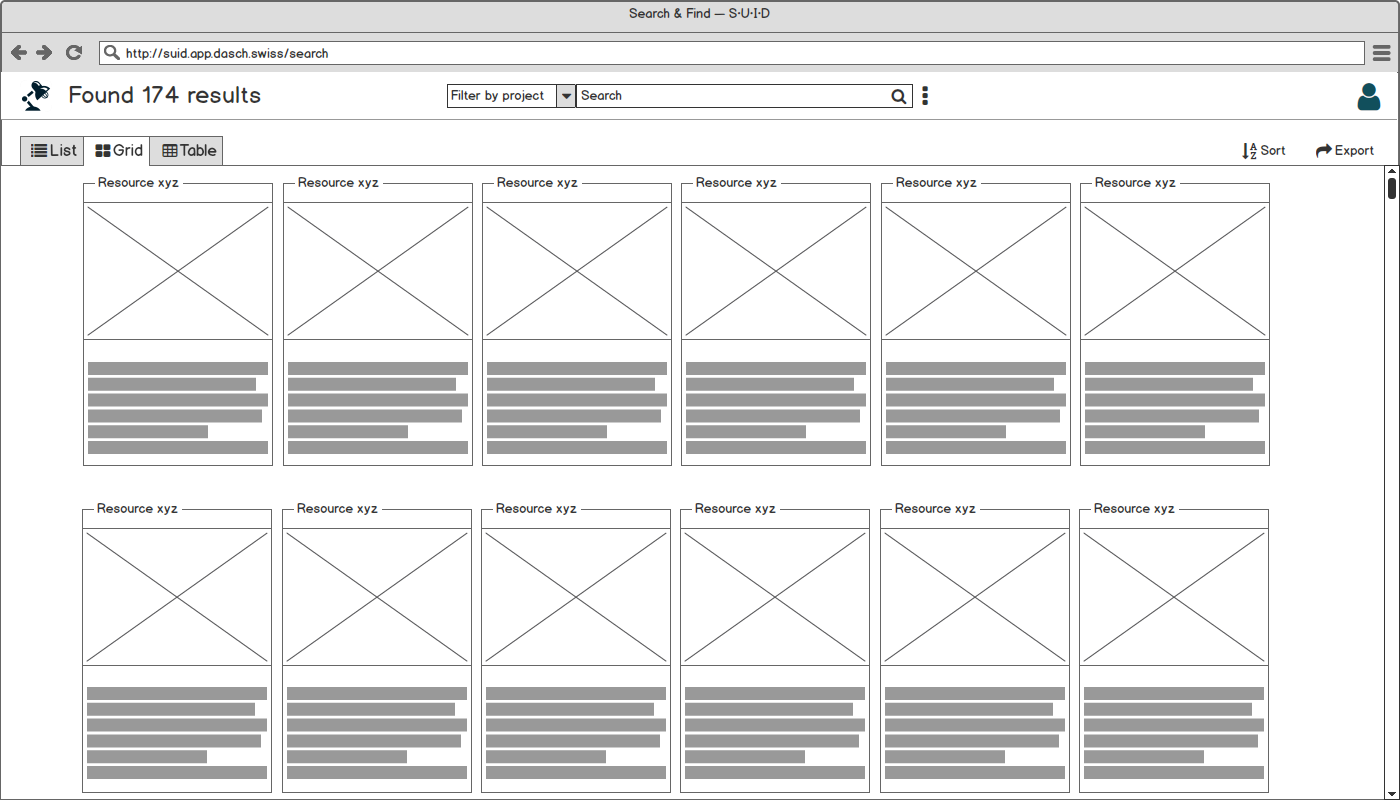 Search & Find — S·U·I·D
http://suid.app.dasch.swiss/search
Found 174 results
Filter by project
Search
List
Grid
Table
Sort
Export
Resource xyz
Resource xyz
Resource xyz
Resource xyz
Resource xyz
Resource xyz
Resource xyz
Resource xyz
Resource xyz
Resource xyz
Resource xyz
Resource xyz